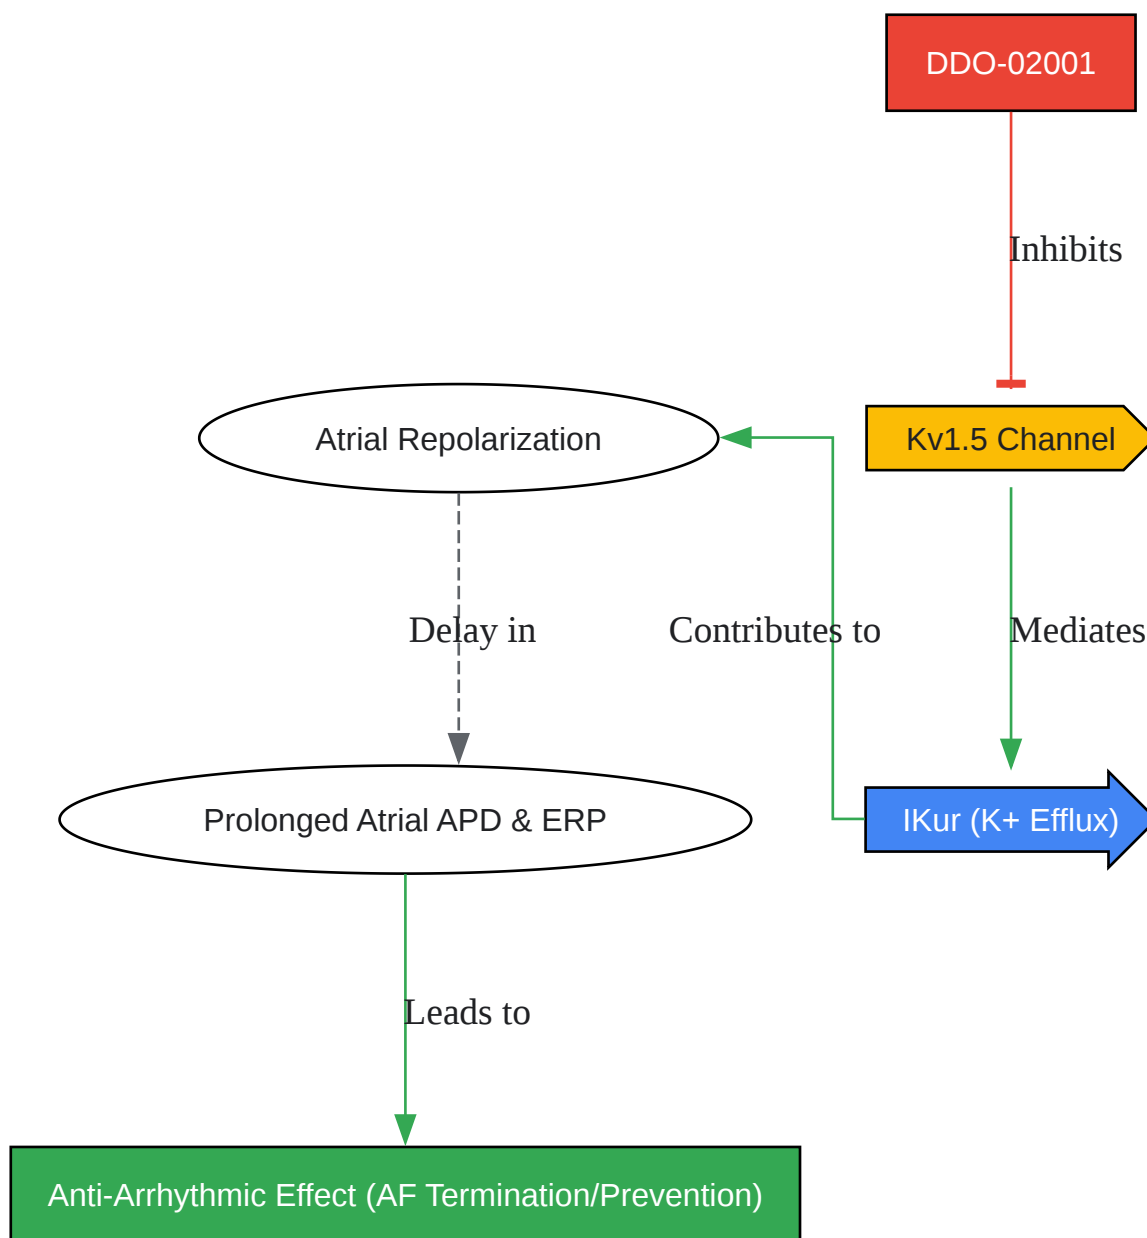 DDO-02001
Inhibits
Atrial Repolarization
Kv1.5 Channel
Delay in
Contributes to
Mediates
Prolonged Atrial APD & ERP
IKur (K+ Efflux)
Leads to
Anti-Arrhythmic Effect (AF Termination/Prevention)